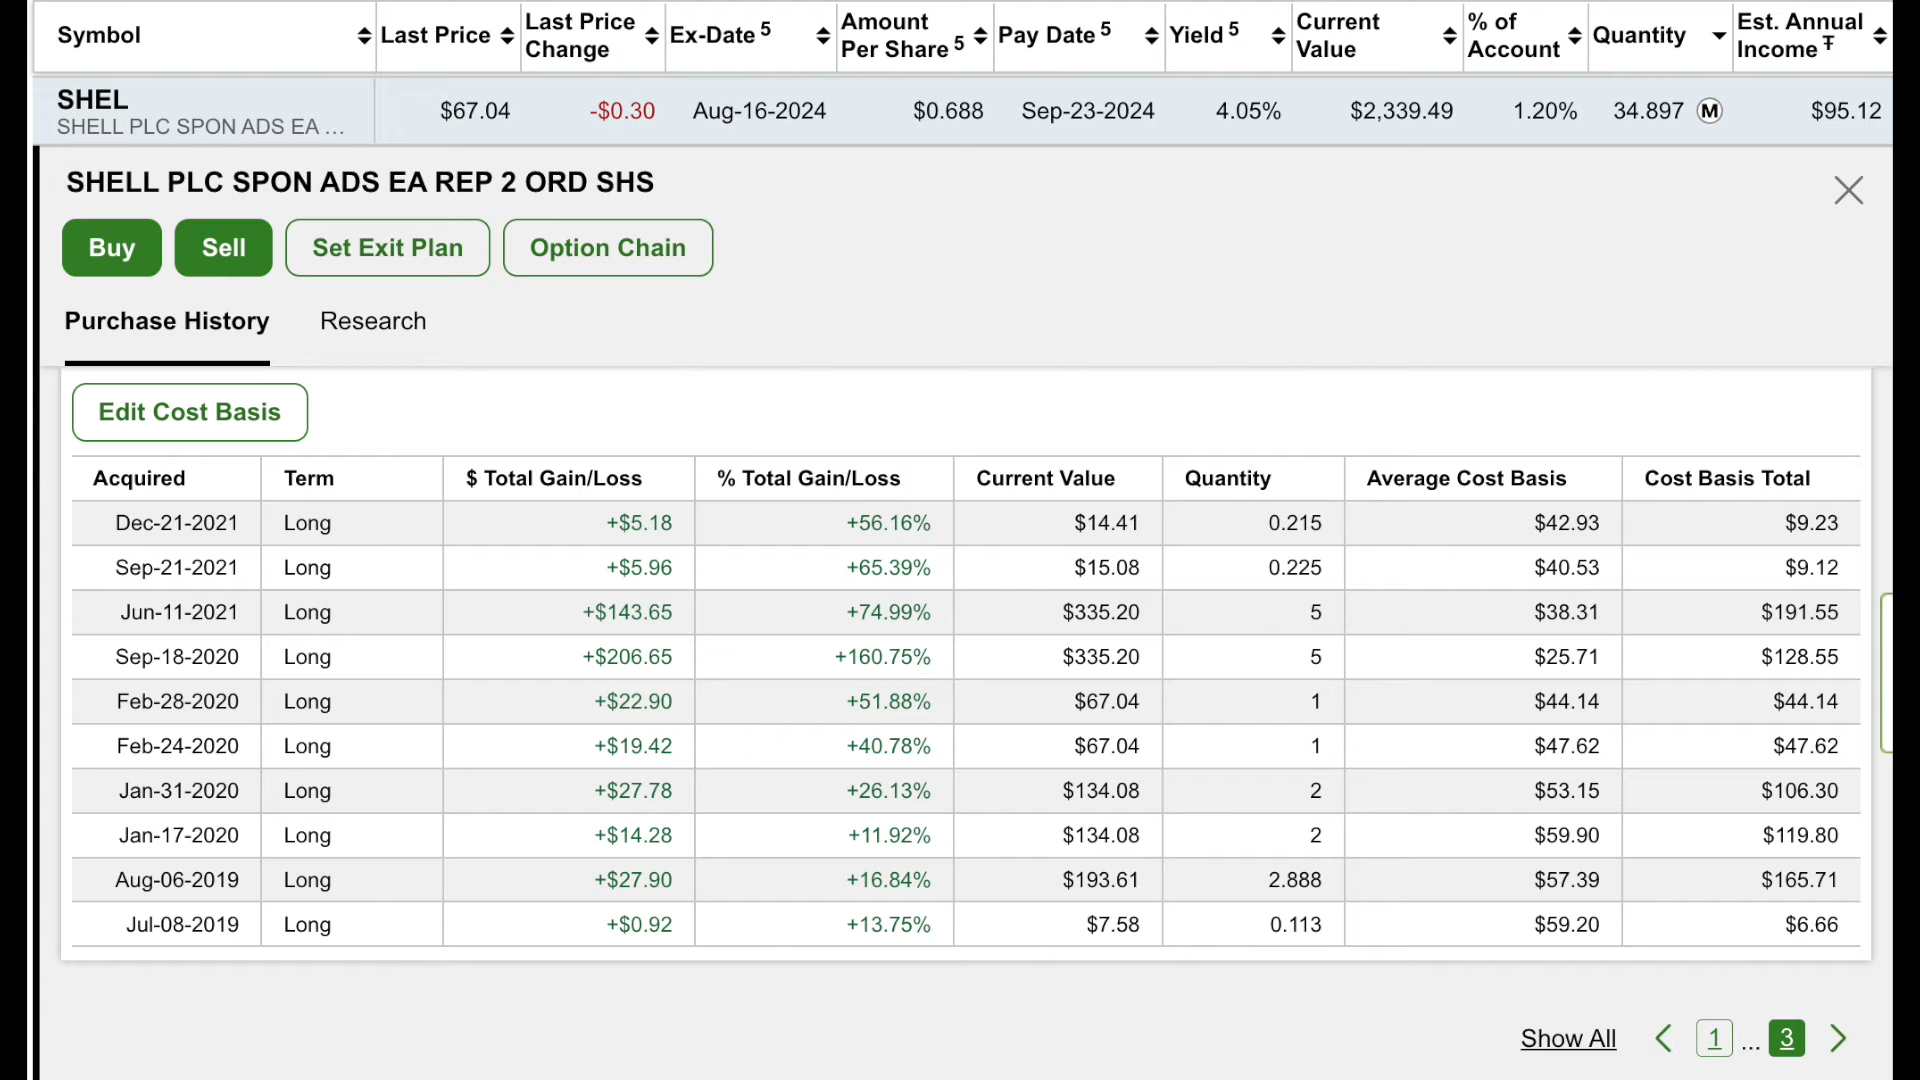 Symbol Last Price Last Price Change Ex-Date 5 Amount Per Share 5 Pay Date 5 Yield 5 Current Value % of Account Quantity Est. Annual Income Ŧ
SHEL $67.04 -$0.30 Aug-16-2024 $0.688 Sep-23-2024 4.05% $2,339.49 1.20% 34.897 M $95.12
SHELL PLC SPON ADS EA ...
SHELL PLC SPON ADS EA REP 2 ORD SHS
Buy Sell Set Exit Plan Option Chain
Purchase History Research
Edit Cost Basis
Acquired Term $ Total Gain/Loss % Total Gain/Loss Current Value Quantity Average Cost Basis Cost Basis Total
Dec-21-2021 Long +$5.18 +56.16% $14.41 0.215 $42.93 $9.23
Sep-21-2021 Long +$5.96 +65.39% $15.08 0.225 $40.53 $9.12
Jun-11-2021 Long +$143.65 +74.99% $335.20 5 $38.31 $191.55
Sep-18-2020 Long +$206.65 +160.75% $335.20 5 $25.71 $128.55
Feb-28-2020 Long +$22.90 +51.88% $67.04 1 $44.14 $44.14
Feb-24-2020 Long +$19.42 +40.78% $67.04 1 $47.62 $47.62
Jan-31-2020 Long +$27.78 +26.13% $134.08 2 $53.15 $106.30
Jan-17-2020 Long +$14.28 +11.92% $134.08 2 $59.90 $119.80
Aug-06-2019 Long +$27.90 +16.84% $193.61 2.888 $57.39 $165.71
Jul-08-2019 Long +$0.92 +13.75% $7.58 0.113 $59.20 $6.66
Show All 1 ... 3